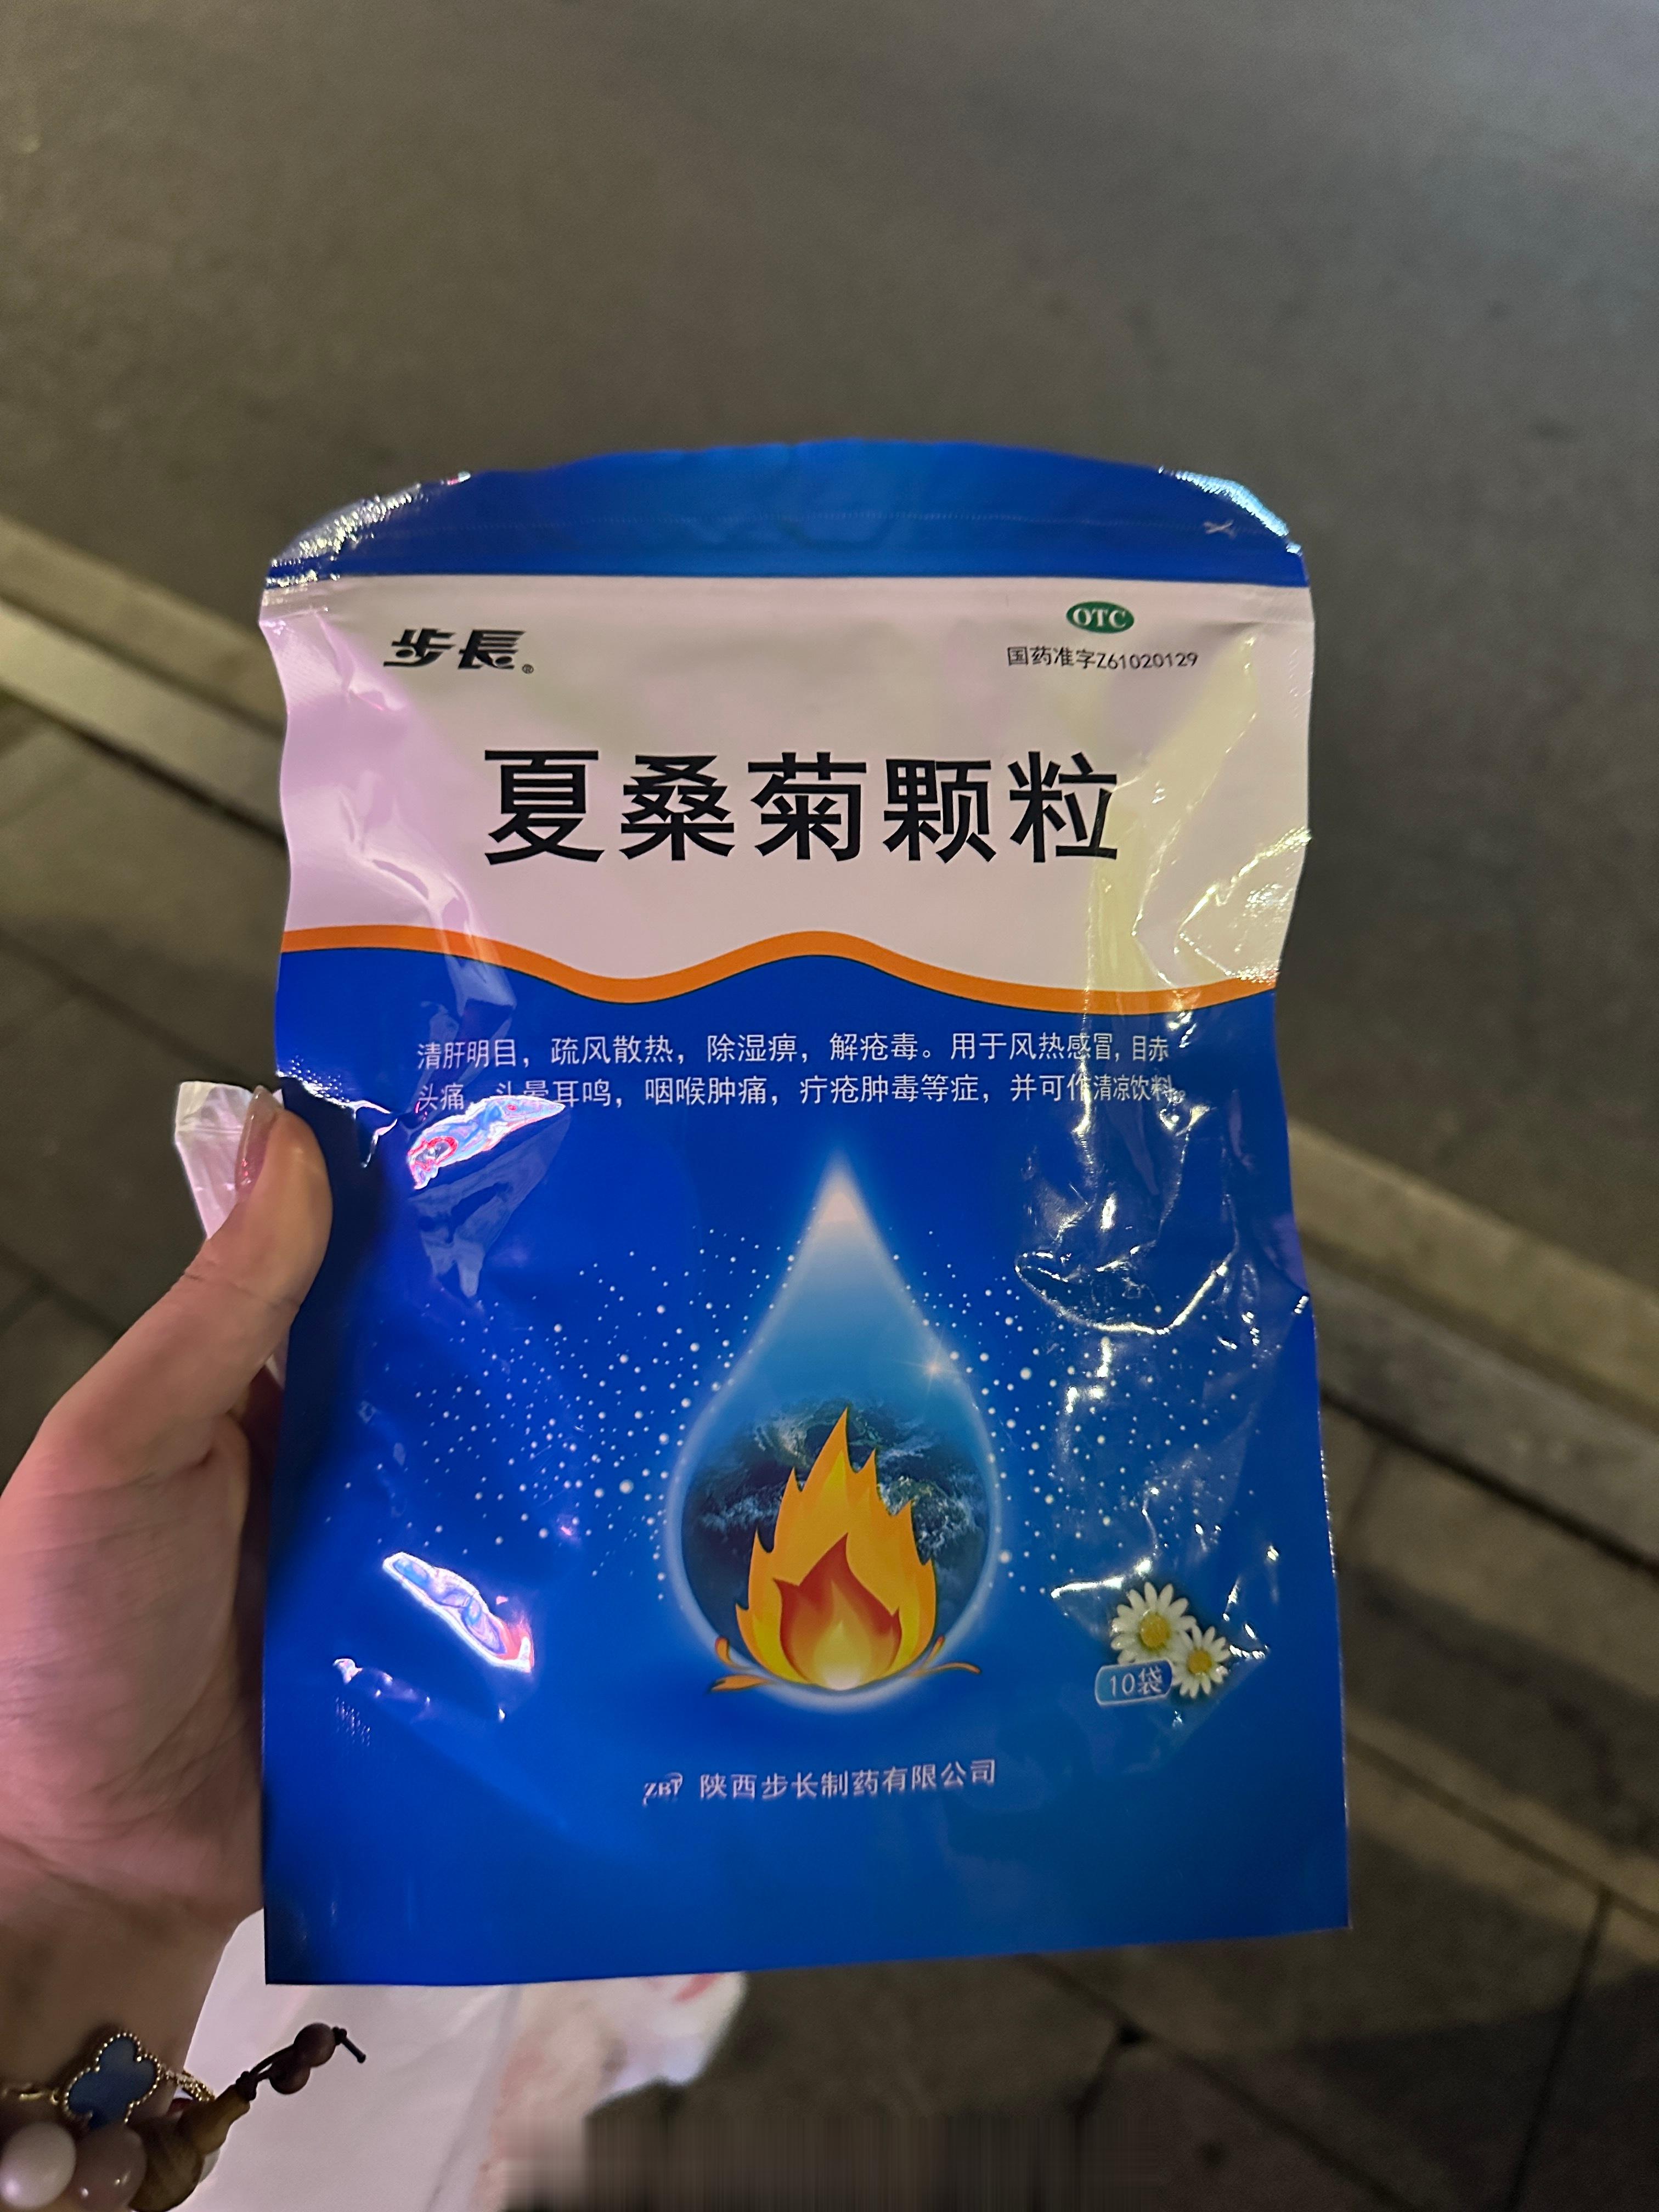 步長®
OTC
国药准字Z61020129
夏桑菊颗粒
清肝明目，疏风散热，除湿痹，解疮毒。用于风热感冒，目赤
头痛，头晕耳鸣，咽喉肿痛，疔疮肿毒等症，并可作清凉饮料。
10袋
ZBT 陕西步长制药有限公司